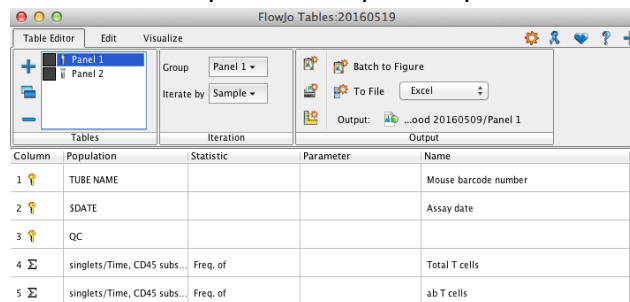 FlowJo Tables:20160519
Table Editor Edit Visualize
Panel 1
Panel 2
Group Panel 1
Iterate by Sample
Batch to Figure
To File Excel
Output: ...ood 20160509/Panel 1
Tables Iteration Output
Column Population Statistic Parameter Name
1 TUBE NAME Mouse barcode number
2 $DATE Assay date
3 QC
4 Σ singlets/Time, CD45 subs... Freq. of Total T cells
5 Σ singlets/Time, CD45 subs... Freq. of ab T cells